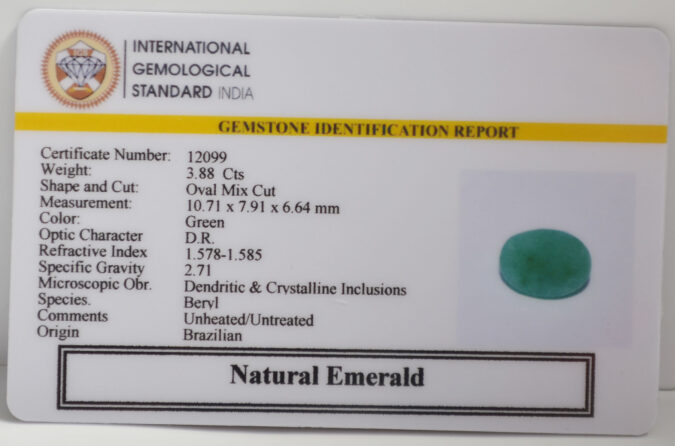 INTERNATIONAL
GEMOLOGICAL
STANDARD INDIA
GEMSTONE IDENTIFICATION REPORT
Certificate Number: 12099
Weight: 3.88 Cts
Shape and Cut: Oval Mix Cut
Measurement: 10.71 x 7.91 x 6.64 mm
Color: Green
Optic Character D.R.
Refractive Index 1.578-1.585
Specific Gravity 2.71
Microscopic Obr. Dendritic & Crystalline Inclusions
Species. Beryl
Comments Unheated/Untreated
Origin Brazilian
Natural Emerald